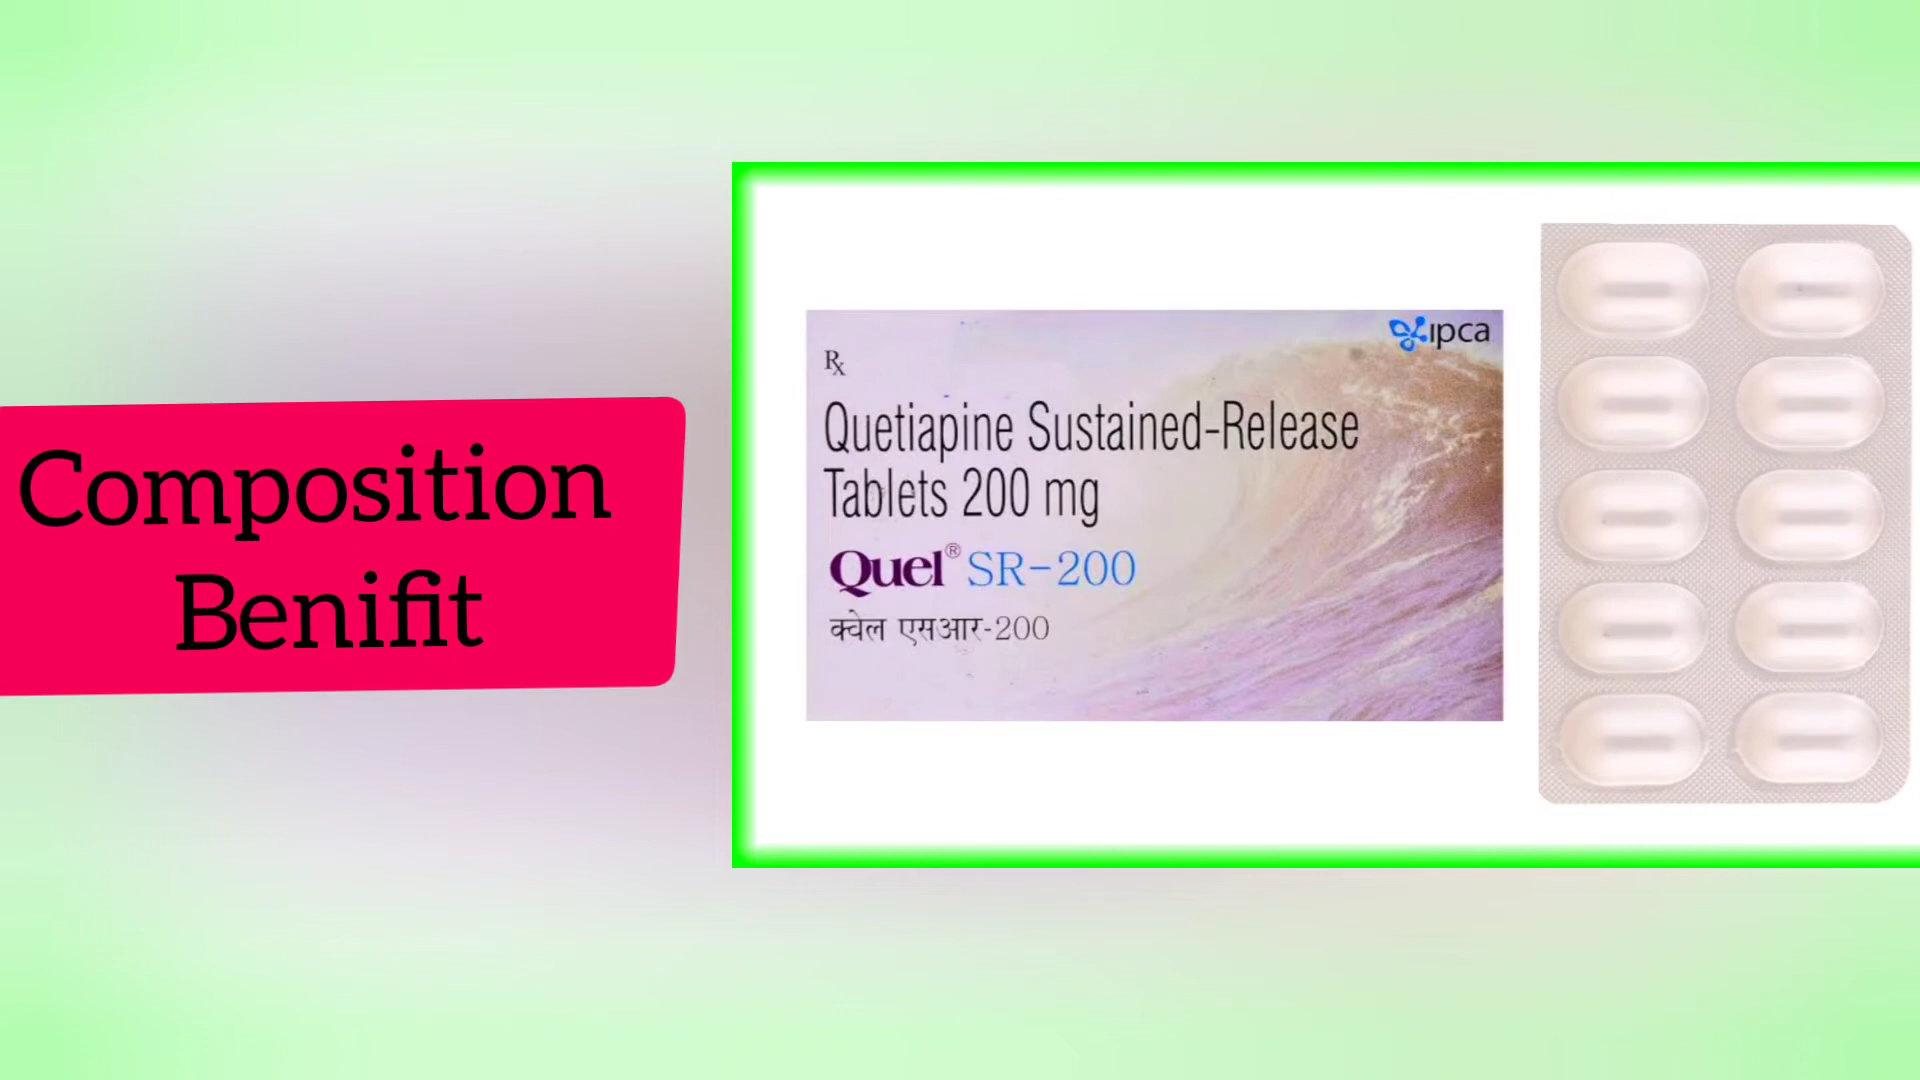 Composition
Benifit
ipca
Rx
Quetiapine Sustained-Release
Tablets 200 mg
Quel® SR-200
क्वेल एसआर-200